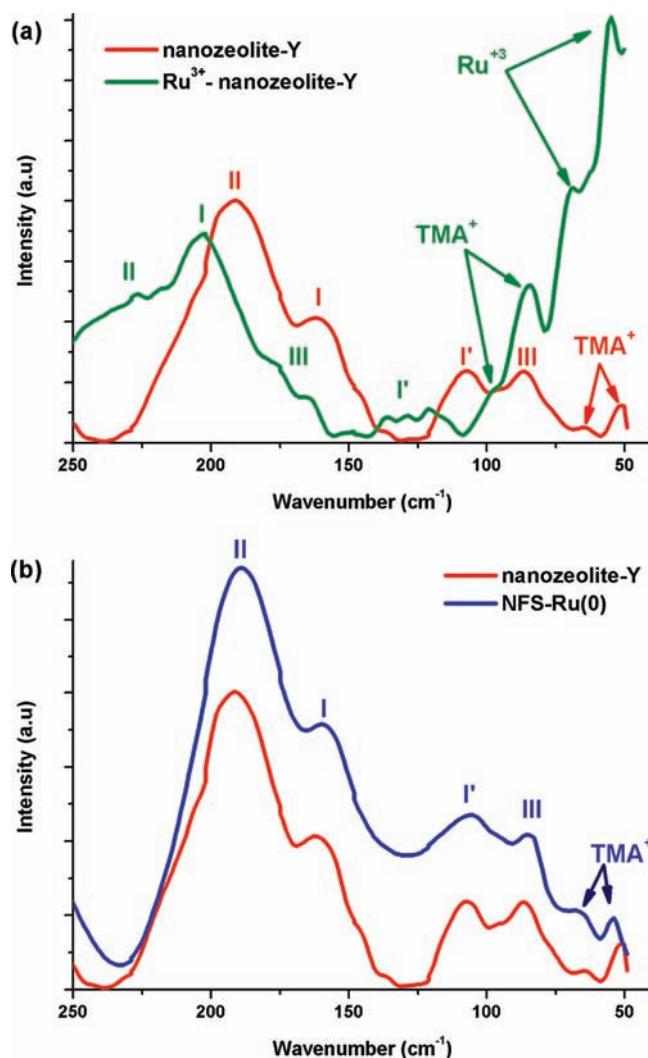 (a)
nanozeolite-Y
Ru3+- nanozeolite-Y
Ru+3
II
I
II
TMA+
I
III
I'
I'
III
TMA+
Intensity (a.u)
250
200
150
100
50
Wavenumber (cm-1)
(b)
II
nanozeolite-Y
NFS-Ru(0)
I
I'
III
TMA+
Intensity (a.u)
250
200
150
100
50
Wavenumber (cm-1)